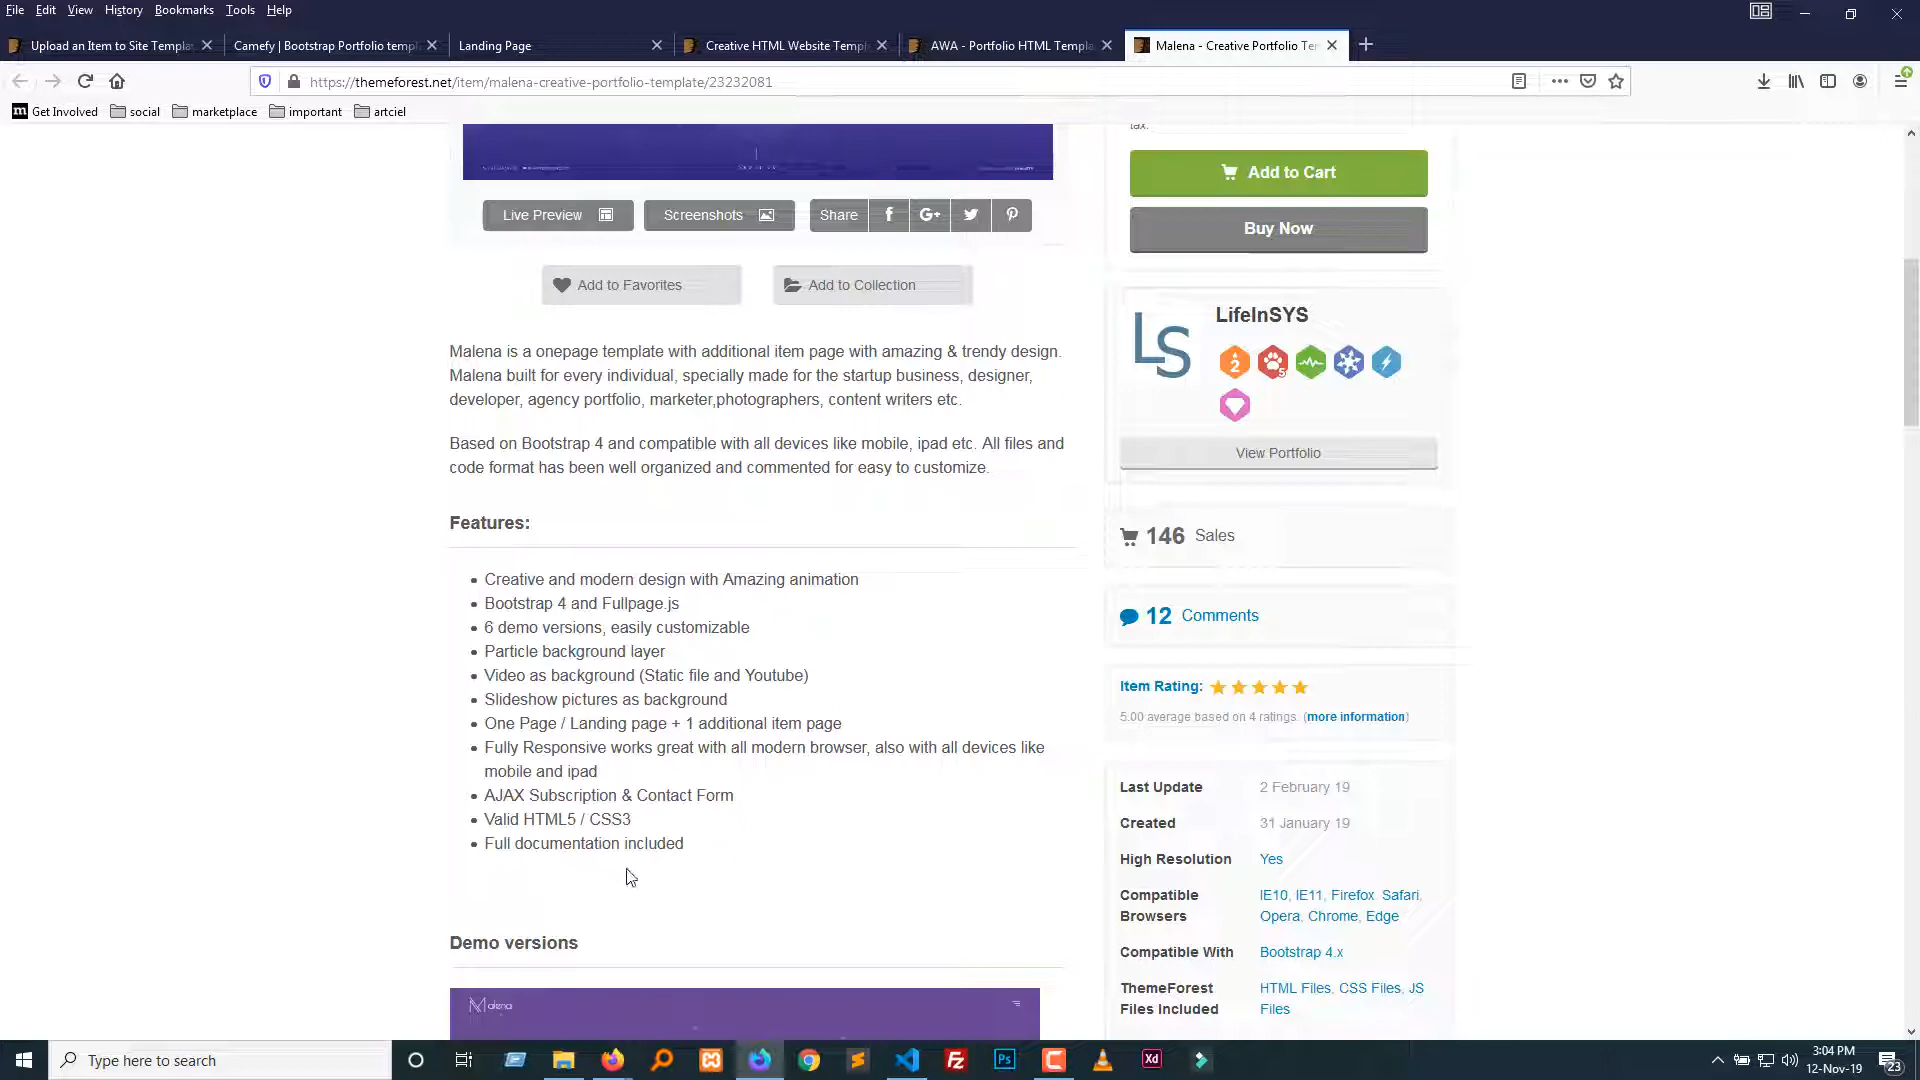 File Edit View History Bookmarks Tools Help
Upload an Item to Site Templa
Camefy | Bootstrap Portfolio temp
Landing Page
Creative HTML Website Templ
AWA - Portfolio HTML Templa
Malena - Creative Portfolio Te
https://themeforest.net/item/malena-creative-portfolio-template/23232081
Get Involved social marketplace important artciel
tax.
Add to Cart
Live Preview Screenshots Share
Buy Now
Add to Favorites Add to Collection
LifeInSYS
LS
2
5
Malena is a onepage template with additional item page with amazing & trendy design.
Malena built for every individual, specially made for the startup business, designer,
developer, agency portfolio, marketer,photographers, content writers etc.
Based on Bootstrap 4 and compatible with all devices like mobile, ipad etc. All files and
code format has been well organized and commented for easy to customize.
View Portfolio
Features:
146 Sales
Creative and modern design with Amazing animation
Bootstrap 4 and Fullpage.js
6 demo versions, easily customizable
Particle background layer
Video as background (Static file and Youtube)
Slideshow pictures as background
One Page / Landing page + 1 additional item page
Fully Responsive works great with all modern browser, also with all devices like
mobile and ipad
AJAX Subscription & Contact Form
Valid HTML5 / CSS3
Full documentation included
12 Comments
Item Rating:
5.00 average based on 4 ratings. (more information)
Last Update 2 February 19
Created 31 January 19
High Resolution Yes
Compatible
Browsers
IE10, IE11, Firefox, Safari,
Opera, Chrome, Edge
Compatible With Bootstrap 4.x
ThemeForest
Files Included
HTML Files, CSS Files, JS
Files
Demo versions
Malena
Type here to search
3:04 PM
12-Nov-19
23